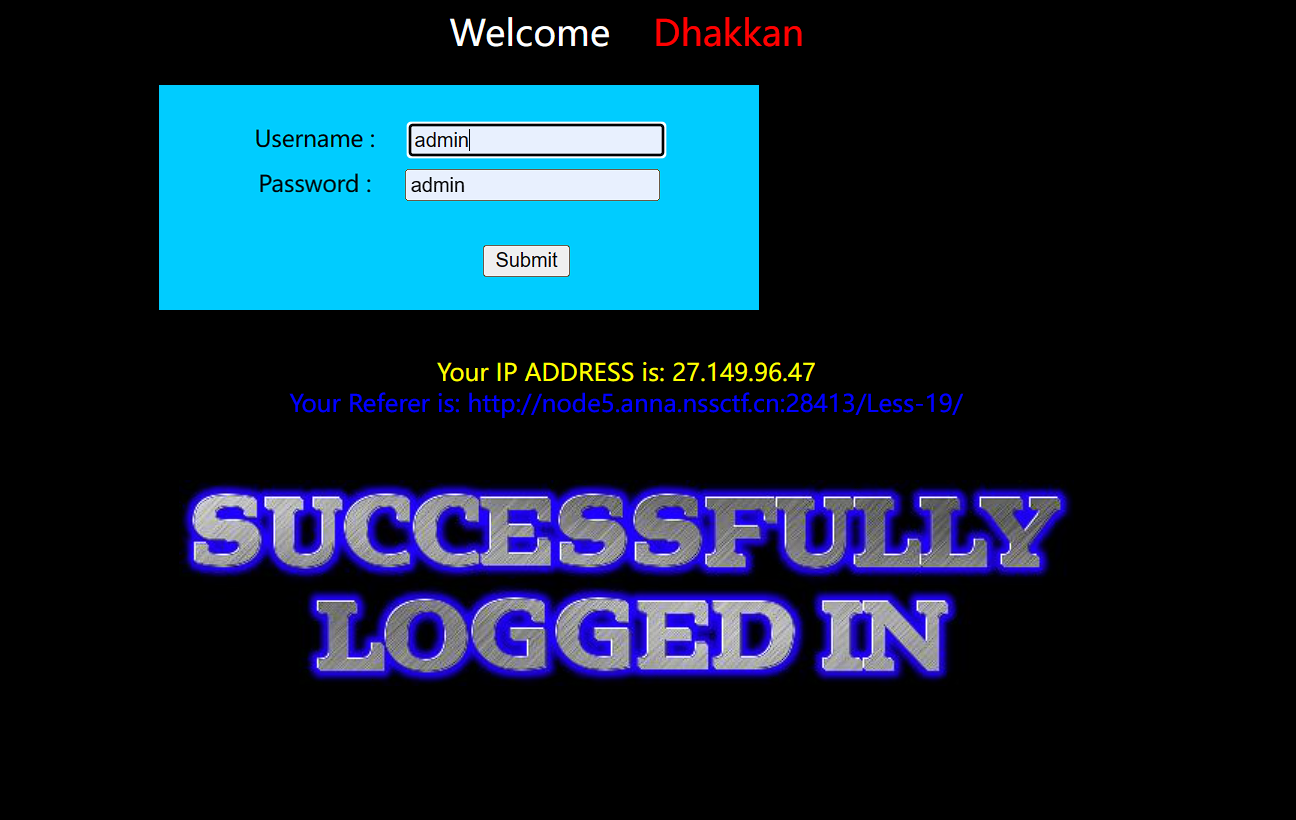 Welcome Dhakkan
Username : admin
Password : admin
Submit
Your IP ADDRESS is: 27.149.96.47
Your Referer is: http://node5.anna.nssctf.cn:28413/Less-19/
SUCCESSFULLY
LOGGED IN